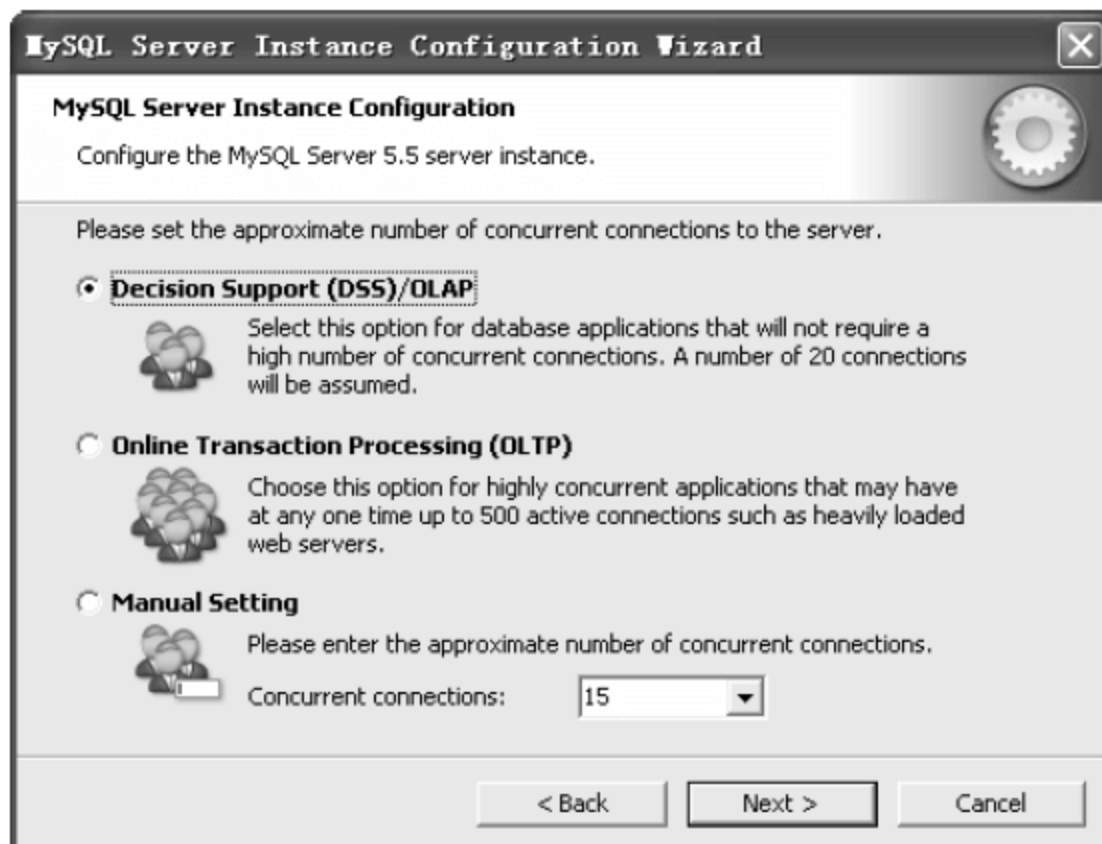 MySQL Server Instance Configuration Wizard
MySQL Server Instance Configuration
Configure the MySQL Server 5.5 server instance.
Please set the approximate number of concurrent connections to the server.
Decision Support (DSS)/OLAP
Select this option for database applications that will not require a
high number of concurrent connections. A number of 20 connections
will be assumed.
Online Transaction Processing (OLTP)
Choose this option for highly concurrent applications that may have
at any one time up to 500 active connections such as heavily loaded
web servers.
Manual Setting
Please enter the approximate number of concurrent connections.
Concurrent connections: 15
< Back Next > Cancel